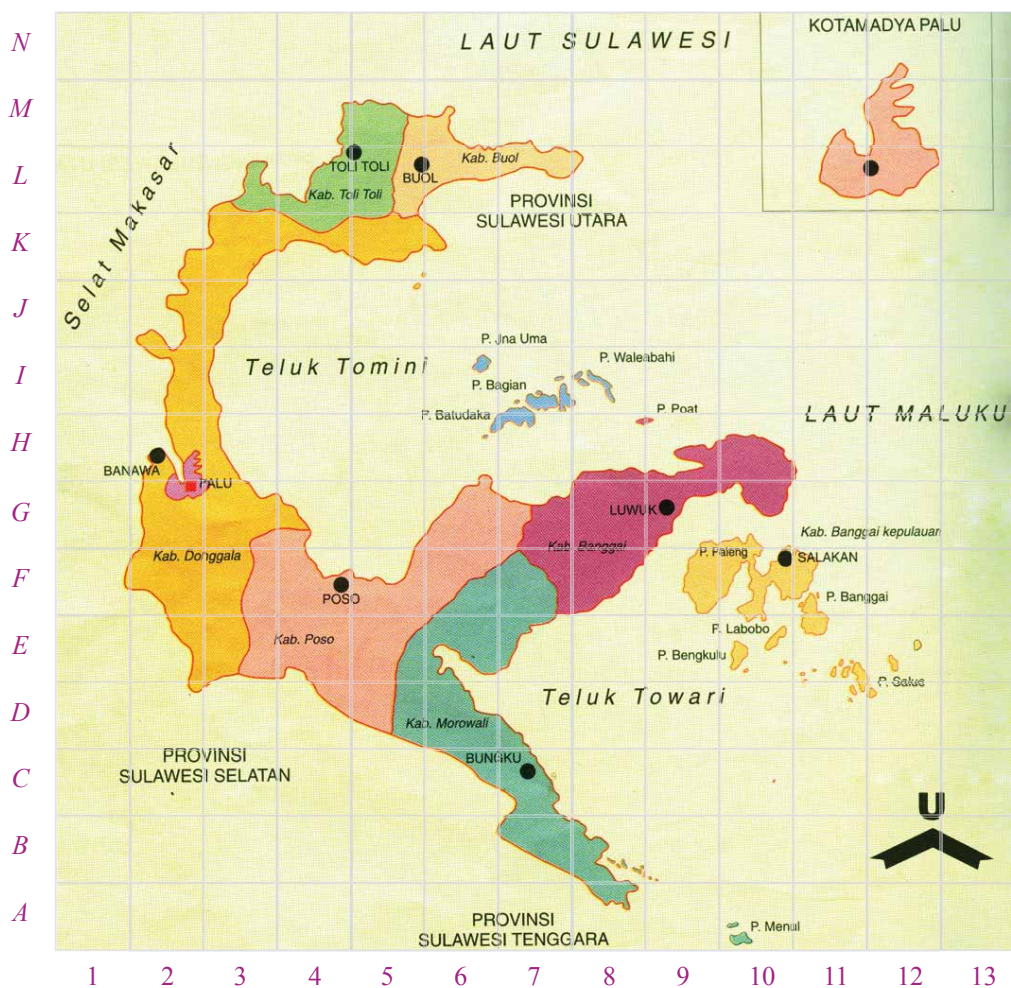 N
LAUT SULAWESI
KOTAMADYA PALU
M
Selat Makasar
L
TOLI TOLI
Kab. Toli Toli
BUOL
Kab. Buol
PROVINSI
SULAWESI UTARA
K
J
I
Teluk Tomini
P. Jna Uma
P. Waleabahi
P. Bagian
P. Batudaka
P. Poat
LAUT MALUKU
H
BANAWA
PALU
G
LUWUK
Kab. Banggai
Kab. Banggai kepulauan
Kab. Donggala
P. Paleng
SALAKAN
F
POSO
P. Banggai
P. Labobo
E
Kab. Poso
P. Bengkulu
P. Salue
Teluk Towari
D
Kab. Morowali
PROVINSI
SULAWESI SELATAN
BUNGKU
C
U
B
A
PROVINSI
SULAWESI TENGGARA
P. Menul
1 2 3 4 5 6 7 8 9 10 11 12 13